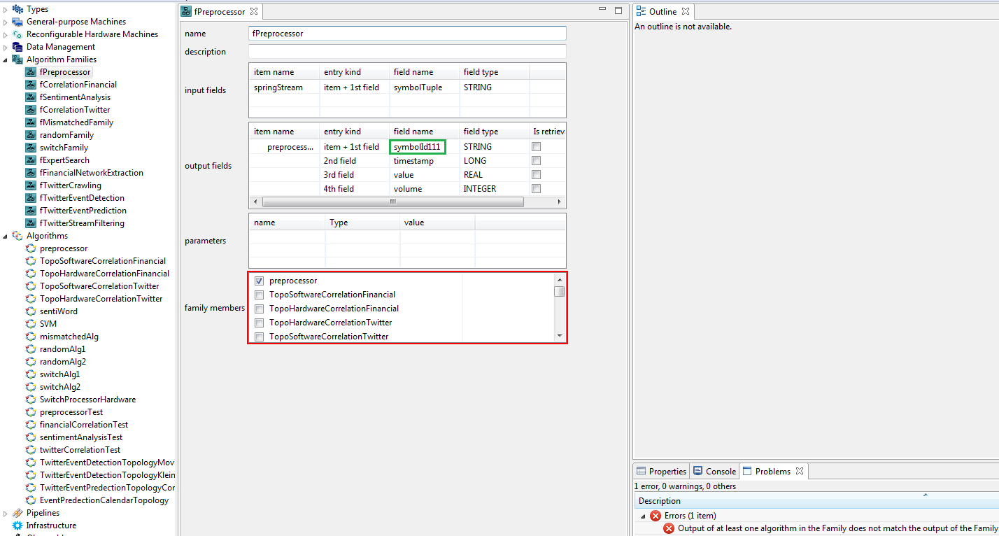 Types
General-purpose Machines
Reconfigurable Hardware Machines
Data Management
Algorithm Families
fPreprocessor
fCorrelationFinancial
fSentimentAnalysis
fCorrelationTwitter
fMismatchedFamily
randomFamily
switchFamily
fExpertSearch
fFinancialNetworkExtraction
fTwitterCrawling
fTwitterEventDetection
fTwitterEventPrediction
fTwitterStreamFiltering
Algorithms
preprocessor
TopoSoftwareCorrelationFinancial
TopoHardwareCorrelationFinancial
TopoSoftwareCorrelationTwitter
TopoHardwareCorrelationTwitter
sentiWord
SVM
mismatchedAlg
randomAlg1
randomAlg2
switchAlg1
switchAlg2
SwitchProcessorHardware
preprocessorTest
financialCorrelationTest
sentimentAnalysisTest
twitterCorrelationTest
TwitterEventDetectionTopologyMov
TwitterEventDetectionTopologyKlein
TwitterEventPredectionTopologyCor
EventPredectionCalendarTopology
Pipelines
Infrastructure
fPreprocessor
name fPreprocessor
description
input fields
item name entry kind field name field type
springStream item + 1st field symbolTuple STRING
output fields
item name entry kind field name field type Is retrieva
preprocess... item + 1st field symbolId111 STRING
2nd field timestamp LONG
3rd field value REAL
4th field volume INTEGER
parameters
name Type value
family members
preprocessor
TopoSoftwareCorrelationFinancial
TopoHardwareCorrelationFinancial
TopoHardwareCorrelationTwitter
TopoSoftwareCorrelationTwitter
Outline
An outline is not available.
Properties Console Problems
1 error, 0 warnings, 0 others
Description
Errors (1 item)
Output of at least one algorithm in the Family does not match the output of the Family